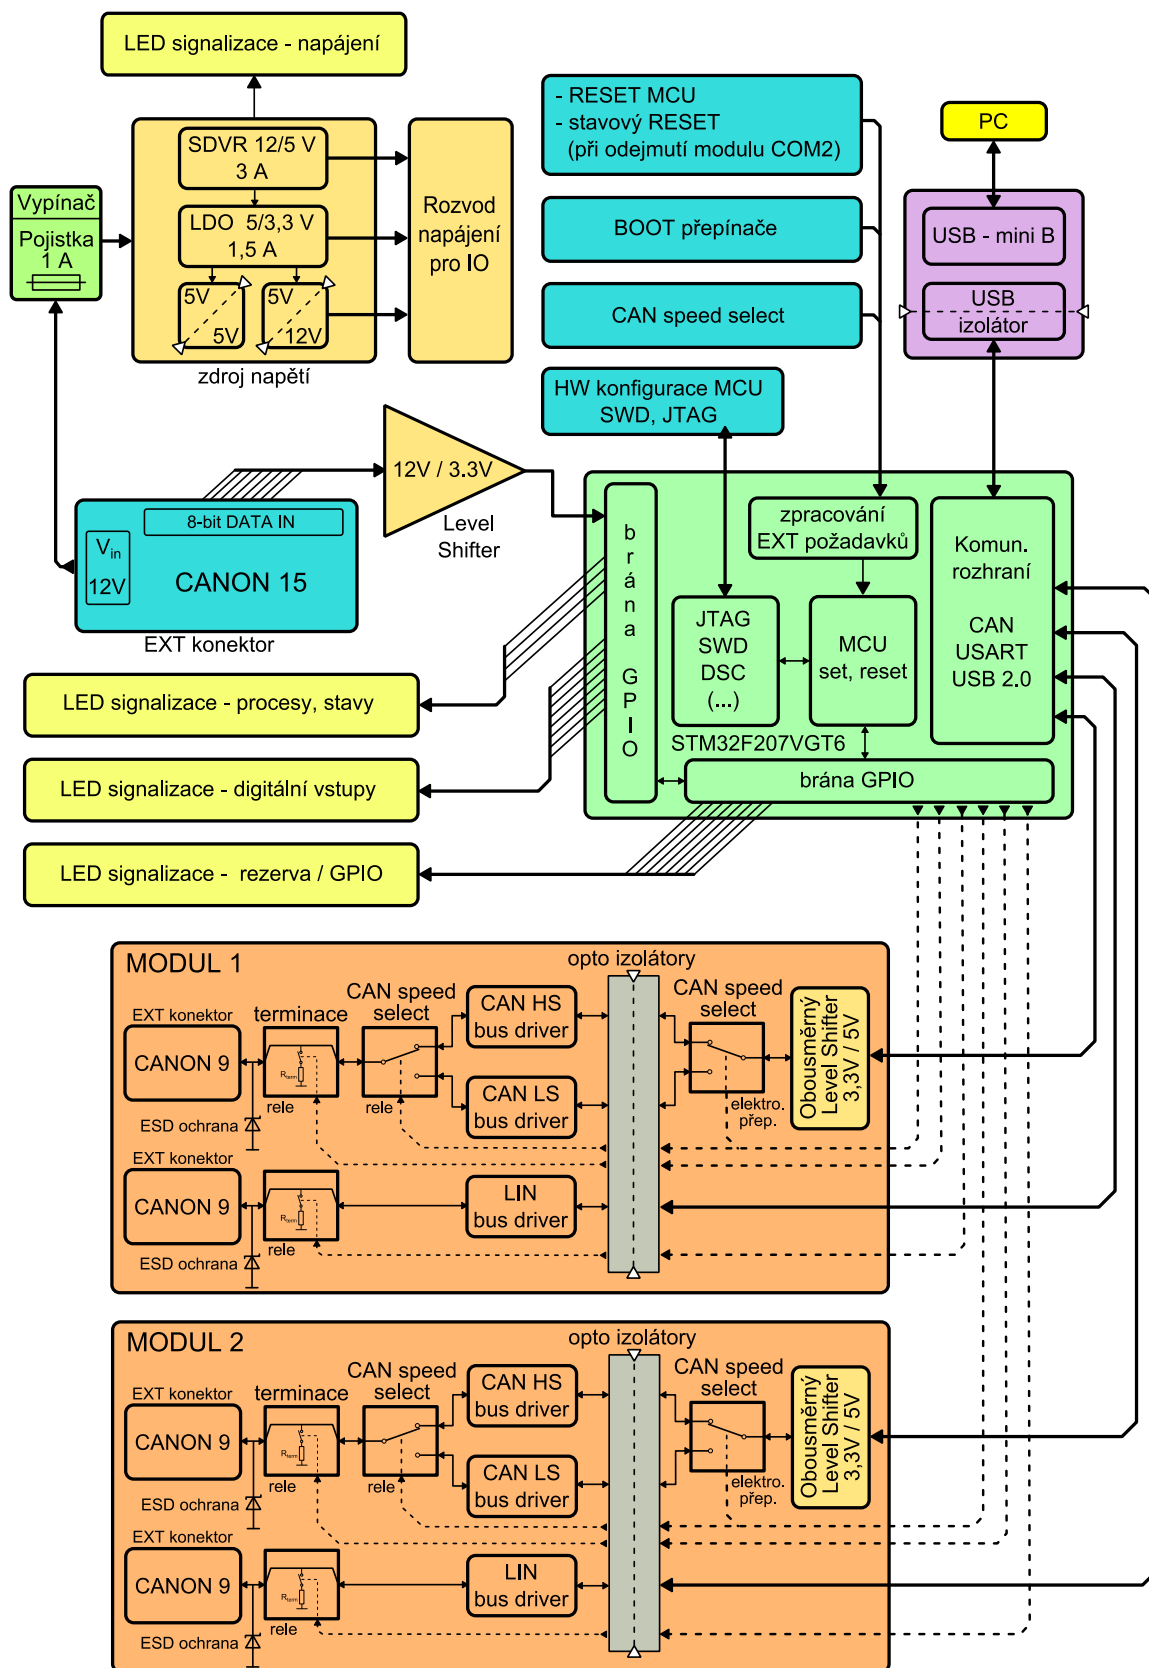 LED signalizace - napájení
SDVR 12/5 V
3 A
LDO 5/3,3 V
1,5 A
5V
5V
5V
12V
zdroj napětí
Rozvod
napájení
pro IO
Vypínač
Pojistka
1 A
- RESET MCU
- stavový RESET
(při odejmutí modulu COM2)
BOOT přepínače
CAN speed select
HW konfigurace MCU
SWD, JTAG
PC
USB - mini B
USB
izolátor
12V / 3.3V
Level
Shifter
8-bit DATA IN
Vin
12V
CANON 15
EXT konektor
brána GPIO
zpracování
EXT požadavků
JTAG
SWD
DSC
(...)
MCU
set, reset
Komun.
rozhraní
CAN
USART
USB 2.0
STM32F207VGT6
brána GPIO
LED signalizace - procesy, stavy
LED signalizace - digitální vstupy
LED signalizace - rezerva / GPIO
MODUL 1
opto izolátory
EXT konektor
CANON 9
ESD ochrana
terminace
Rterm
rele
CAN speed
select
rele
CAN HS
bus driver
CAN LS
bus driver
CAN speed
select
elektro.
přep.
Obousměrný
Level Shifter
3,3V / 5V
EXT konektor
CANON 9
ESD ochrana
Rterm
rele
LIN
bus driver
MODUL 2
opto izolátory
EXT konektor
CANON 9
ESD ochrana
terminace
Rterm
rele
CAN speed
select
rele
CAN HS
bus driver
CAN LS
bus driver
CAN speed
select
elektro.
přep.
Obousměrný
Level Shifter
3,3V / 5V
EXT konektor
CANON 9
ESD ochrana
Rterm
rele
LIN
bus driver